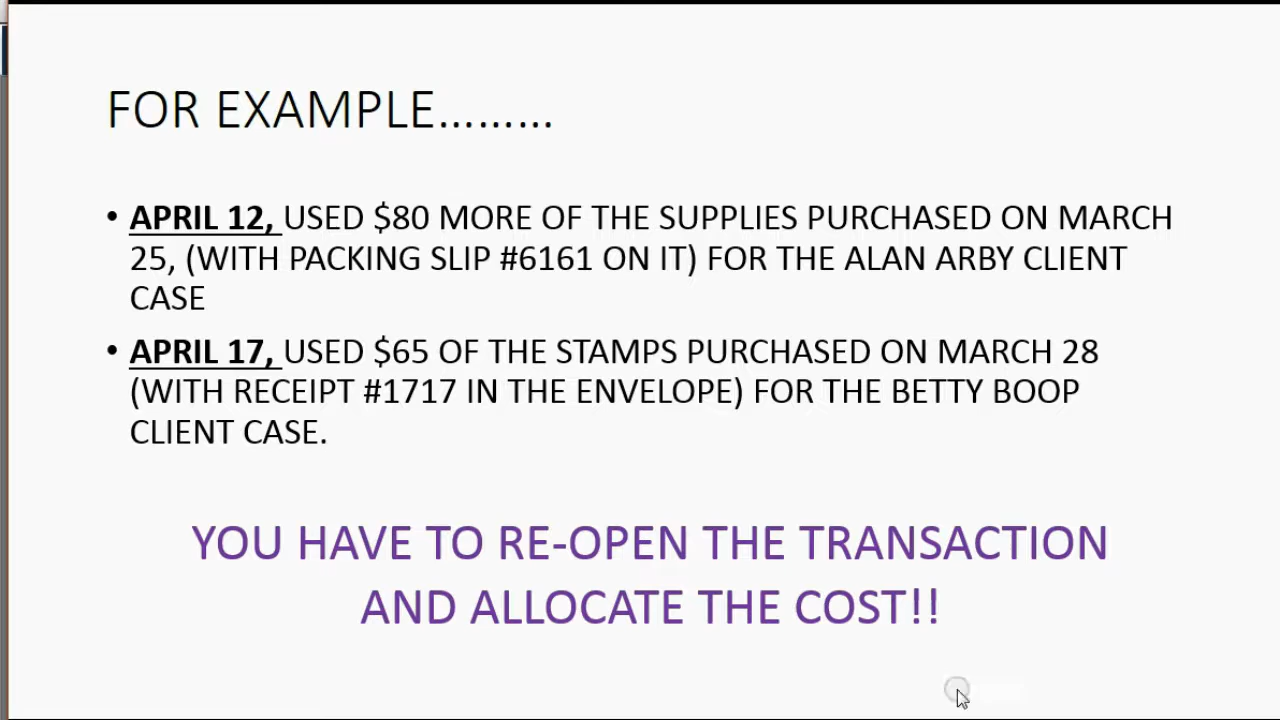 FOR EXAMPLE.........
• APRIL 12, USED $80 MORE OF THE SUPPLIES PURCHASED ON MARCH
25, (WITH PACKING SLIP #6161 ON IT) FOR THE ALAN ARBY CLIENT
CASE
• APRIL 17, USED $65 OF THE STAMPS PURCHASED ON MARCH 28
(WITH RECEIPT #1717 IN THE ENVELOPE) FOR THE BETTY BOOP
CLIENT CASE.
YOU HAVE TO RE-OPEN THE TRANSACTION
AND ALLOCATE THE COST!!